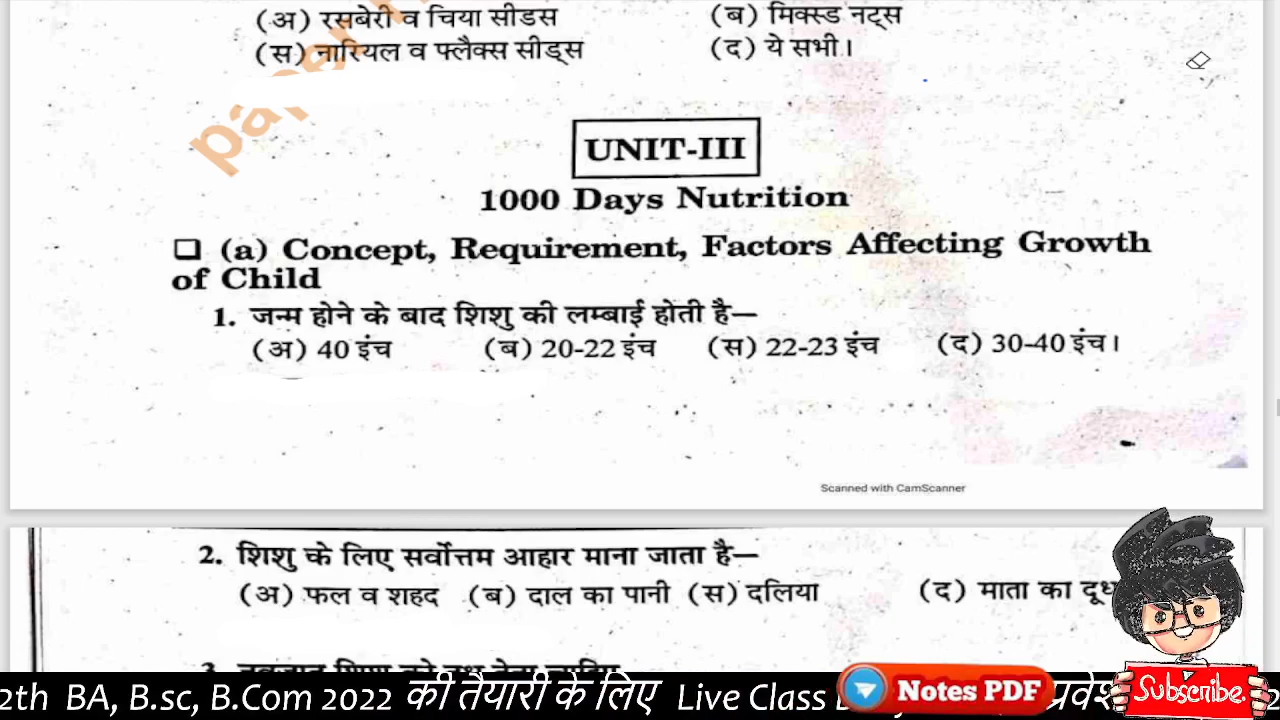 (अ) रसबेरी व चिया सीडस (ब) मिक्स्ड नट्स
(स) नारियल व फ्लैक्स सीड्स (द) ये सभी।
UNIT-III
1000 Days Nutrition
❑ (a) Concept, Requirement, Factors Affecting Growth
of Child
1. जन्म होने के बाद शिशु की लम्बाई होती है—
(अ) 40 इंच (ब) 20-22 इंच (स) 22-23 इंच (द) 30-40 इंच।
Scanned with CamScanner
2. शिशु के लिए सर्वोत्तम आहार माना जाता है—
(अ) फल व शहद (ब) दाल का पानी (स) दलिया (द) माता का दूध
2th BA, B.sc, B.Com 2022 की तैयारी के लिए Live Class
Notes PDF
Subscribe